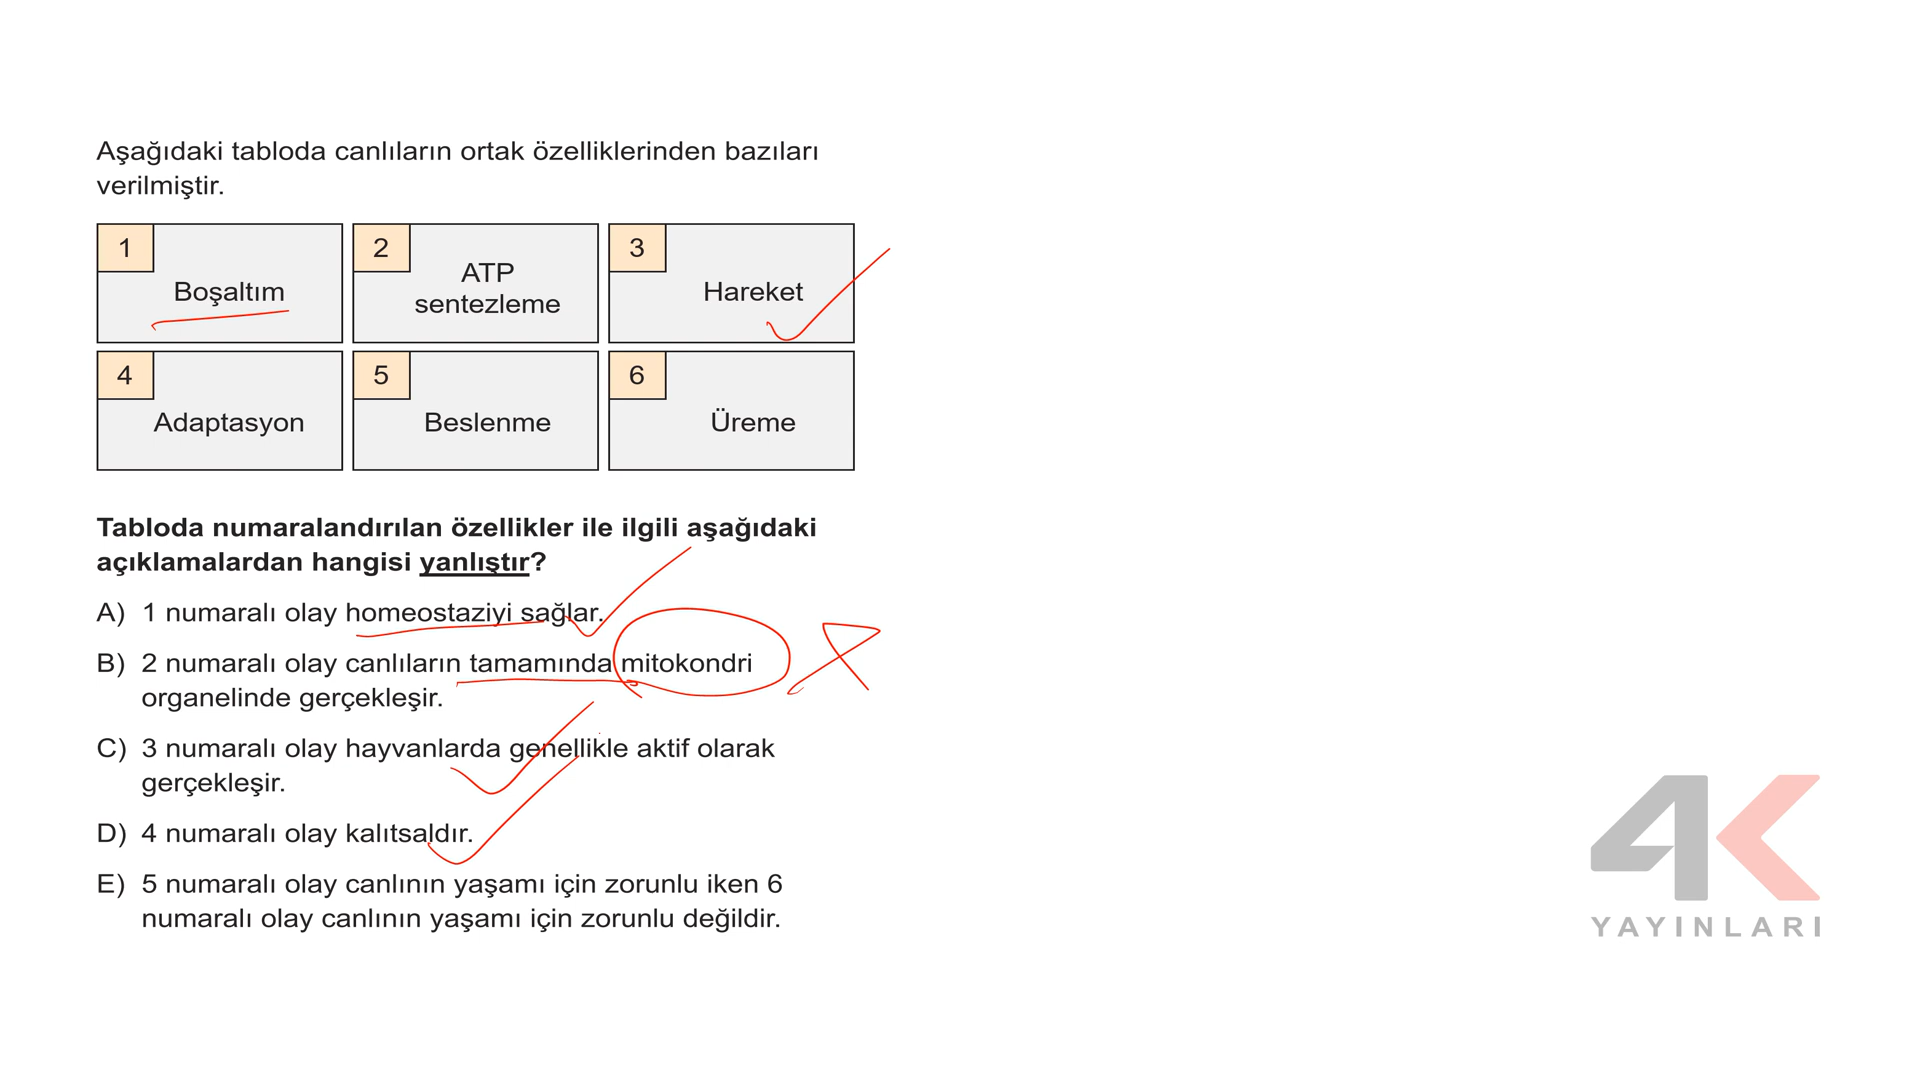 Aşağıdaki tabloda canlıların ortak özelliklerinden bazıları
verilmiştir.
1
Boşaltım
2
ATP
sentezleme
3
Hareket
4
Adaptasyon
5
Beslenme
6
Üreme
Tabloda numaralandırılan özellikler ile ilgili aşağıdaki
açıklamalardan hangisi yanlıştır?
A) 1 numaralı olay homeostaziyi sağlar.
B) 2 numaralı olay canlıların tamamında mitokondri
organelinde gerçekleşir.
C) 3 numaralı olay hayvanlarda genellikle aktif olarak
gerçekleşir.
D) 4 numaralı olay kalıtsaldır.
E) 5 numaralı olay canlının yaşamı için zorunlu iken 6
numaralı olay canlının yaşamı için zorunlu değildir.
4K
YAYINLARI